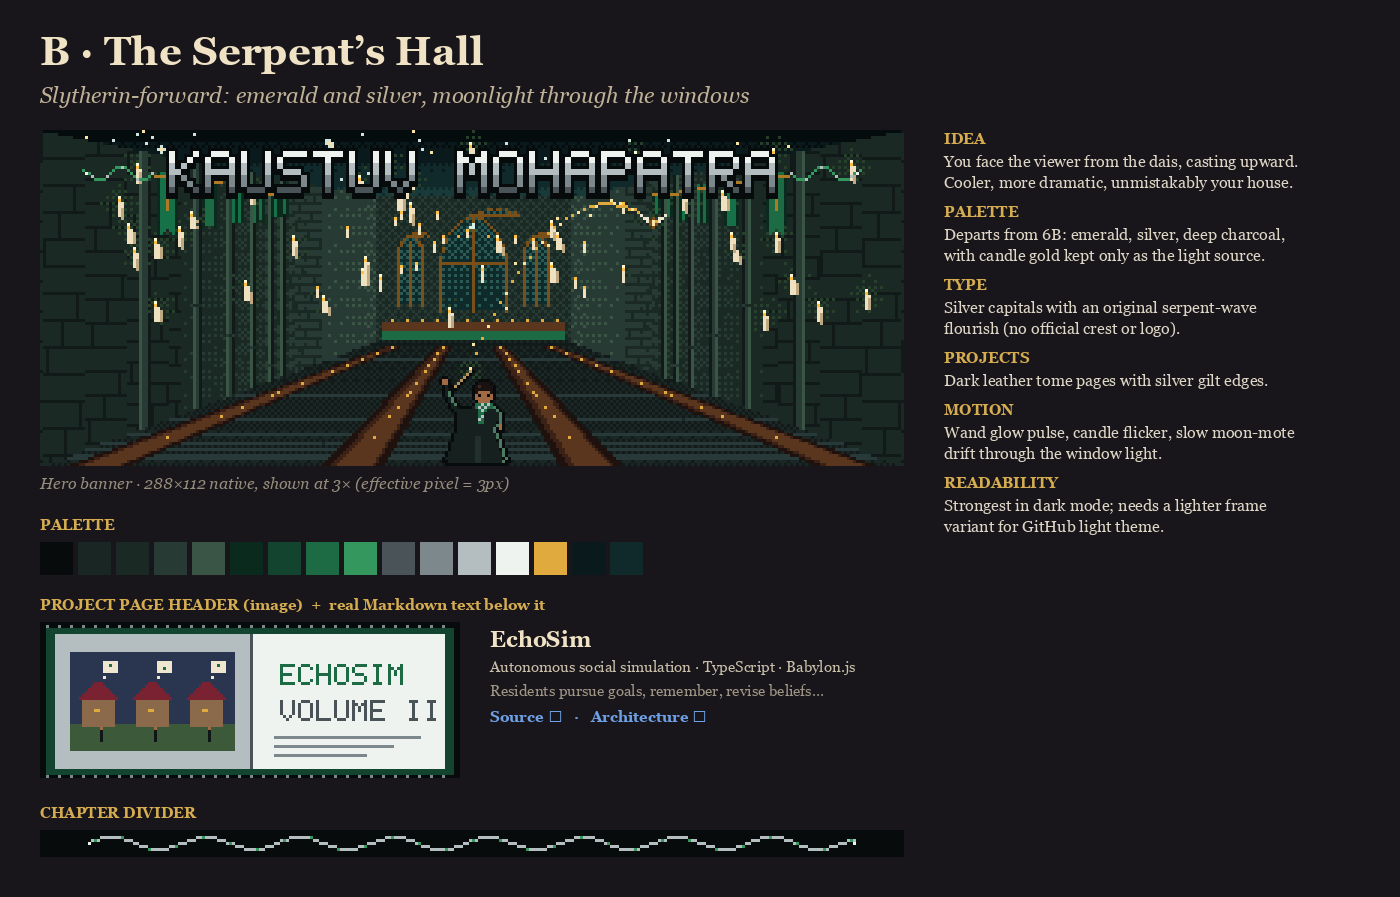 B · The Serpent’s Hall
Slytherin-forward: emerald and silver, moonlight through the windows
KAUSTUV MOHAPATRA
Hero banner · 288×112 native, shown at 3× (effective pixel = 3px)
PALETTE
PROJECT PAGE HEADER (image) + real Markdown text below it
ECHOSIM
VOLUME II
EchoSim
Autonomous social simulation · TypeScript · Babylon.js
Residents pursue goals, remember, revise beliefs...
Source ☐ · Architecture ☐
CHAPTER DIVIDER
IDEA
You face the viewer from the dais, casting upward.
Cooler, more dramatic, unmistakably your house.
PALETTE
Departs from 6B: emerald, silver, deep charcoal,
with candle gold kept only as the light source.
TYPE
Silver capitals with an original serpent-wave
flourish (no official crest or logo).
PROJECTS
Dark leather tome pages with silver gilt edges.
MOTION
Wand glow pulse, candle flicker, slow moon-mote
drift through the window light.
READABILITY
Strongest in dark mode; needs a lighter frame
variant for GitHub light theme.